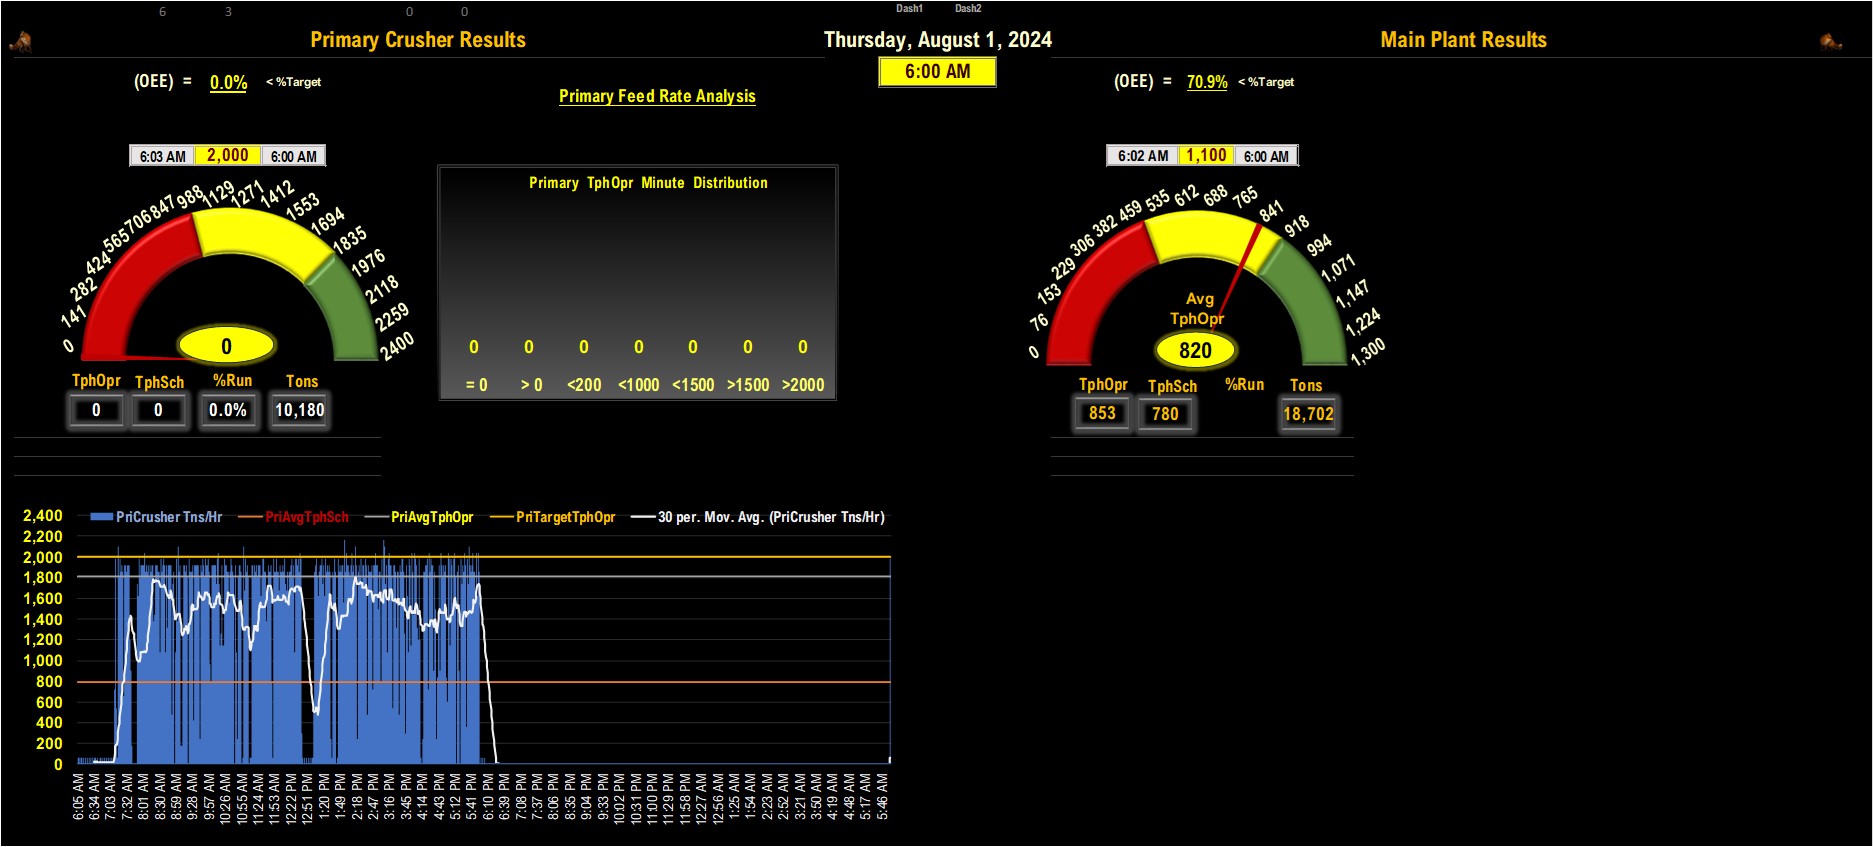 6 3 0 0 Dash1 Dash2
Primary Crusher Results
Thursday, August 1, 2024
Main Plant Results
6:00 AM
(OEE) = 0.0% < %Target
(OEE) = 70.9% < %Target
Primary Feed Rate Analysis
6:03 AM 2,000 6:00 AM
0 141 282 424 565 706 847 988 1129 1271 1412 1553 1694 1835 1976 2118 2259 2400
0
TphOpr TphSch %Run Tons
0 0 0.0% 10,180
Primary TphOpr Minute Distribution
0 0 0 0 0 0 0
= 0 > 0 <200 <1000 <1500 >1500 >2000
6:02 AM 1,100 6:00 AM
0 76 153 229 306 382 459 535 612 688 765 841 918 994 1,071 1,147 1,224 1,300
Avg
TphOpr
820
TphOpr TphSch %Run Tons
853 780 18,702
PriCrusher Tns/Hr PriAvgTphSch PriAvgTphOpr PriTargetTphOpr 30 per. Mov. Avg. (PriCrusher Tns/Hr)
2,400
2,200
2,000
1,800
1,600
1,400
1,200
1,000
800
600
400
200
0
6:05 AM 6:34 AM 7:03 AM 7:32 AM 8:01 AM 8:30 AM 8:59 AM 9:28 AM 9:57 AM 10:26 AM 10:55 AM 11:24 AM 11:53 AM 12:22 PM 12:51 PM 1:20 PM 1:49 PM 2:18 PM 2:47 PM 3:16 PM 3:45 PM 4:14 PM 4:43 PM 5:12 PM 5:41 PM 6:10 PM 6:39 PM 7:08 PM 7:37 PM 8:06 PM 8:35 PM 9:04 PM 9:33 PM 10:02 PM 10:31 PM 11:00 PM 11:29 PM 11:58 PM 12:27 AM 12:56 AM 1:25 AM 1:54 AM 2:23 AM 2:52 AM 3:21 AM 3:50 AM 4:19 AM 4:48 AM 5:17 AM 5:46 AM